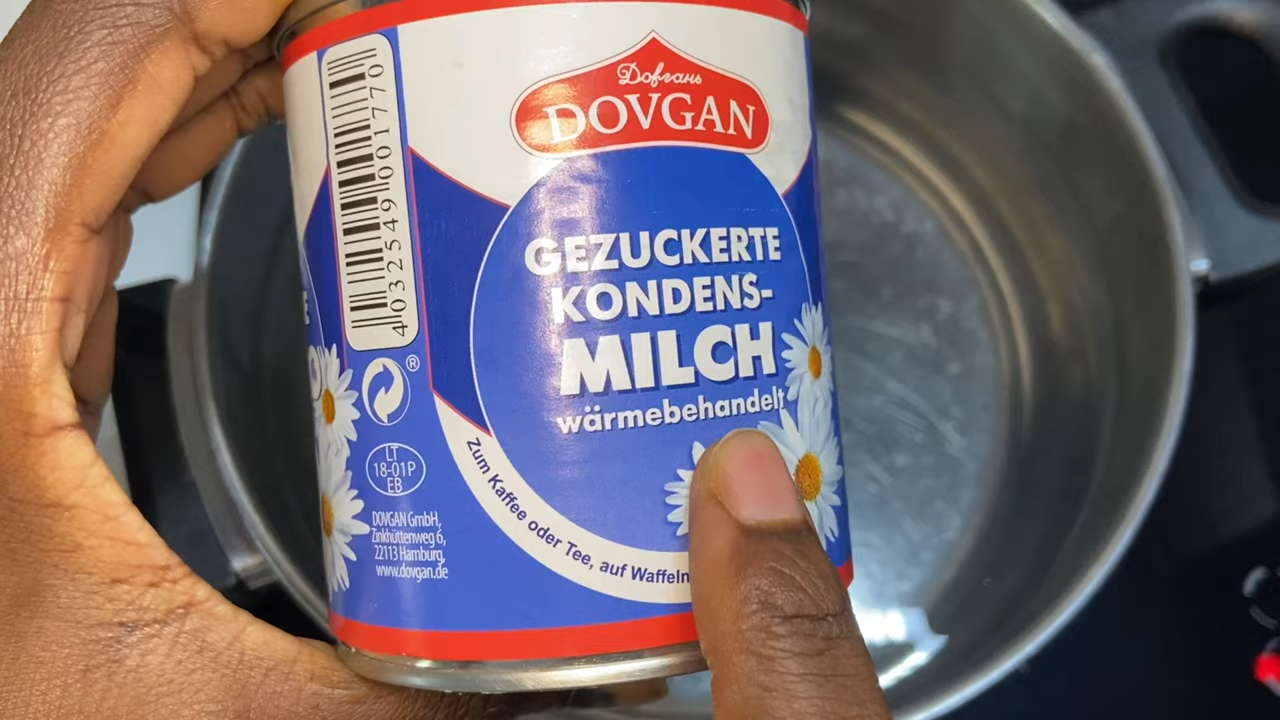 Довгань
DOVGAN
GEZUCKERTE
KONDENS-
MILCH
wärmebehandelt
Zum Kaffee oder Tee, auf Waffeln
4032549001770
®
LT
18-01P
EB
DOVGAN GmbH,
Zinkhüttenweg 6,
22113 Hamburg,
www.dovgan.de